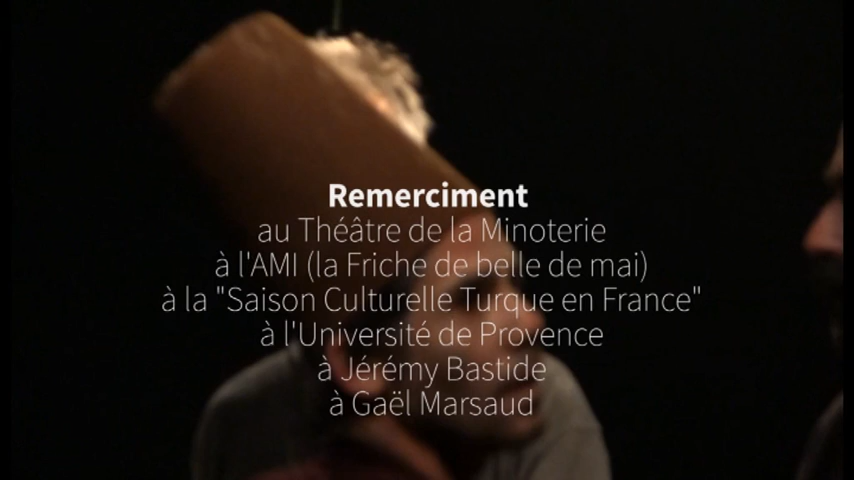 Remerciment
au Théâtre de la Minoterie
à l'AMI (la Friche de belle de mai)
à la "Saison Culturelle Turque en France"
à l'Université de Provence
à Jérémy Bastide
à Gaël Marsaud